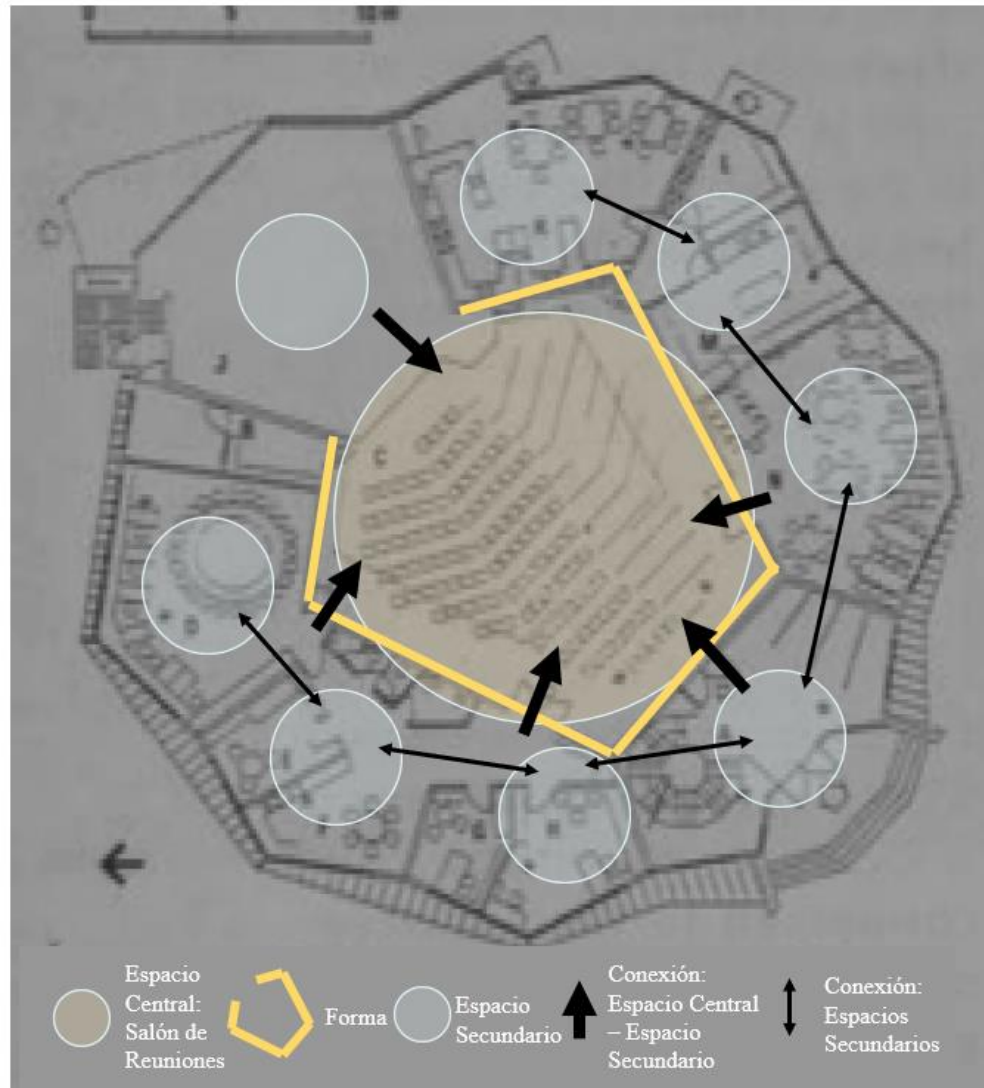 Espacio
Central:
Salón de
Reuniones
Forma
Espacio
Secundario
Conexión:
Espacio Central
– Espacio
Secundario
Conexión:
Espacios
Secundarios